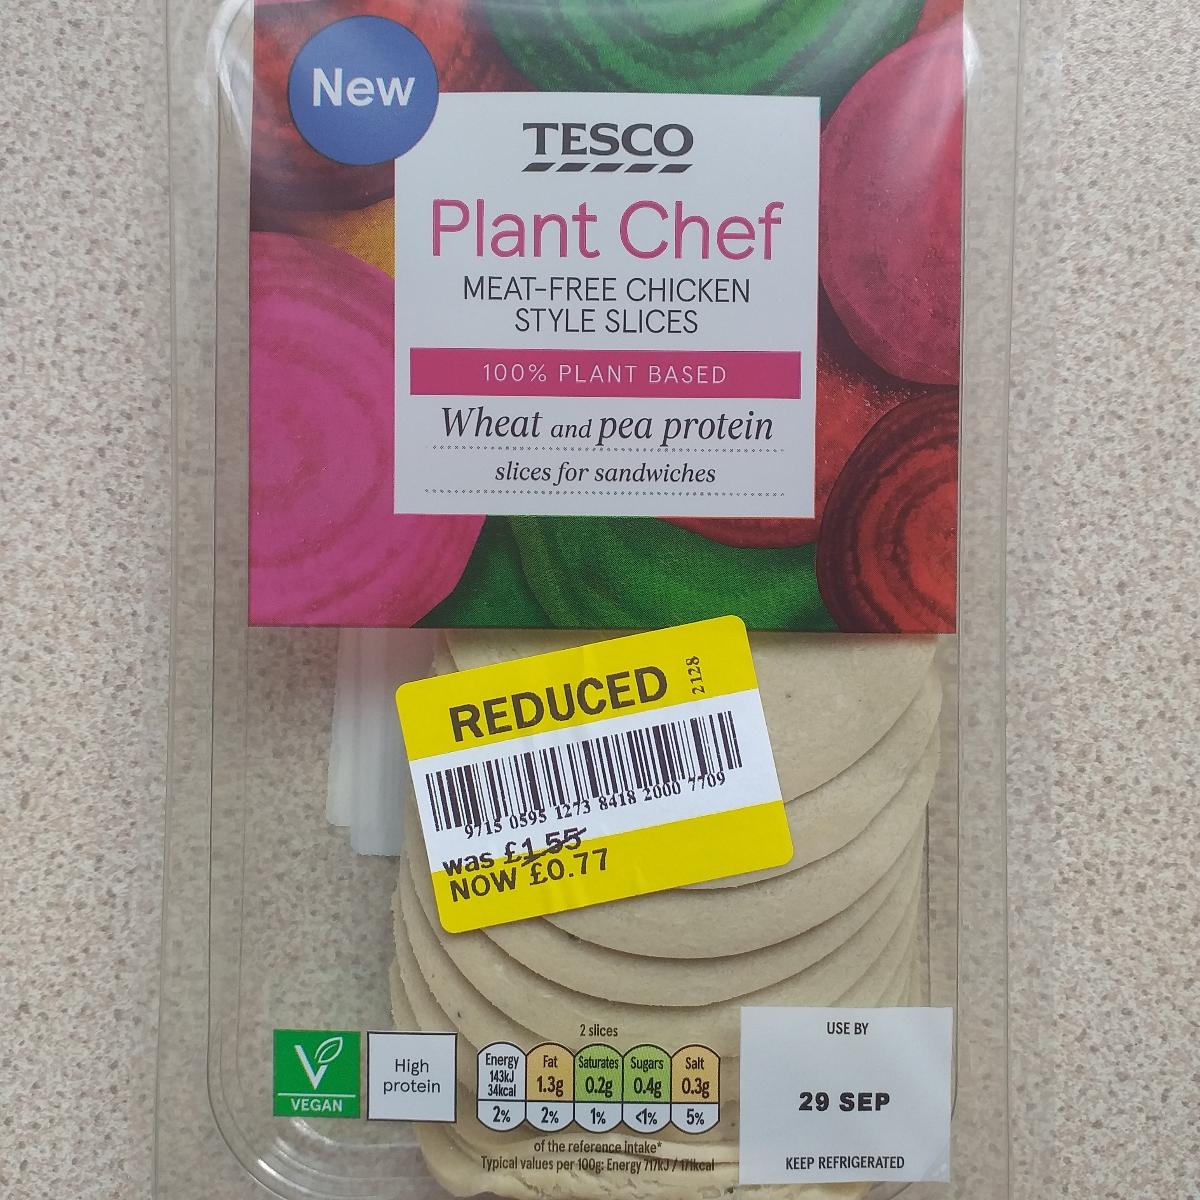 New
TESCO
Plant Chef
MEAT-FREE CHICKEN
STYLE SLICES
100% PLANT BASED
Wheat and pea protein
slices for sandwiches
REDUCED
2128
9715 0595 1273 8418 2000 7709
was £1.55
NOW £0.77
VEGAN
High
protein
2 slices
Energy
143kJ
34kcal
2%
Fat
1.3g
2%
Saturates
0.2g
1%
Sugars
0.4g
<1%
Salt
0.3g
5%
of the reference intake*
Typical values per 100g: Energy 717kJ / 171kcal
USE BY
29 SEP
KEEP REFRIGERATED